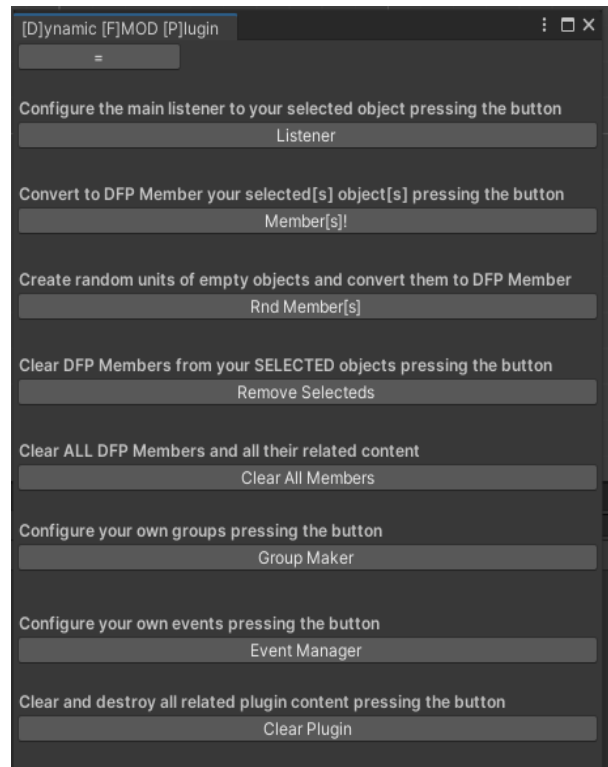 [D]ynamic [F]MOD [P]lugin
=
Configure the main listener to your selected object pressing the button
Listener
Convert to DFP Member your selected[s] object[s] pressing the button
Member[s]!
Create random units of empty objects and convert them to DFP Member
Rnd Member[s]
Clear DFP Members from your SELECTED objects pressing the button
Remove Selecteds
Clear ALL DFP Members and all their related content
Clear All Members
Configure your own groups pressing the button
Group Maker
Configure your own events pressing the button
Event Manager
Clear and destroy all related plugin content pressing the button
Clear Plugin